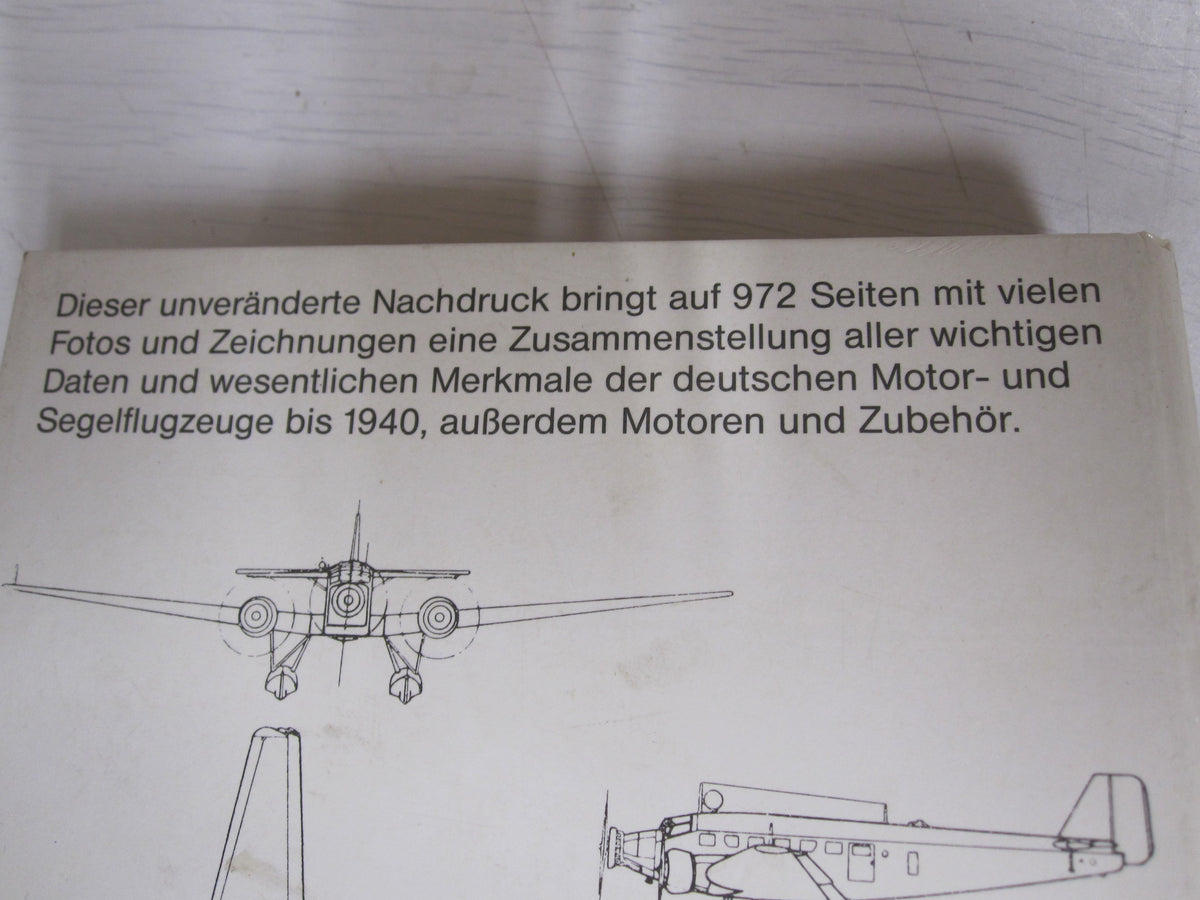 Dieser unveränderte Nachdruck bringt auf 972 Seiten mit vielen
Fotos und Zeichnungen eine Zusammenstellung aller wichtigen
Daten und wesentlichen Merkmale der deutschen Motor- und
Segelflugzeuge bis 1940, außerdem Motoren und Zubehör.